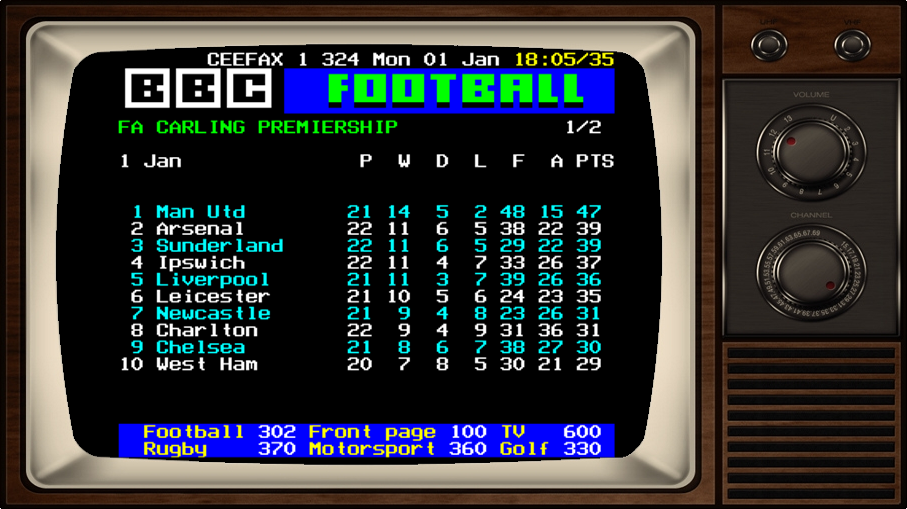 CEEFAX 1 324 Mon 01 Jan 18:05/35
BBC FOOTBALL
FA CARLING PREMIERSHIP 1/2
1 Jan P W D L F A PTS
1 Man Utd 21 14 5 2 48 15 47
2 Arsenal 22 11 6 5 38 22 39
3 Sunderland 22 11 6 5 29 22 39
4 Ipswich 22 11 4 7 33 26 37
5 Liverpool 21 11 3 7 39 26 36
6 Leicester 21 10 5 6 24 23 35
7 Newcastle 21 9 4 8 23 26 31
8 Charlton 22 9 4 9 31 36 31
9 Chelsea 21 8 6 7 38 27 30
10 West Ham 20 7 8 5 30 21 29
Football 302 Front page 100 TV 600
Rugby 370 Motorsport 360 Golf 330
UHF VHF
VOLUME
CHANNEL